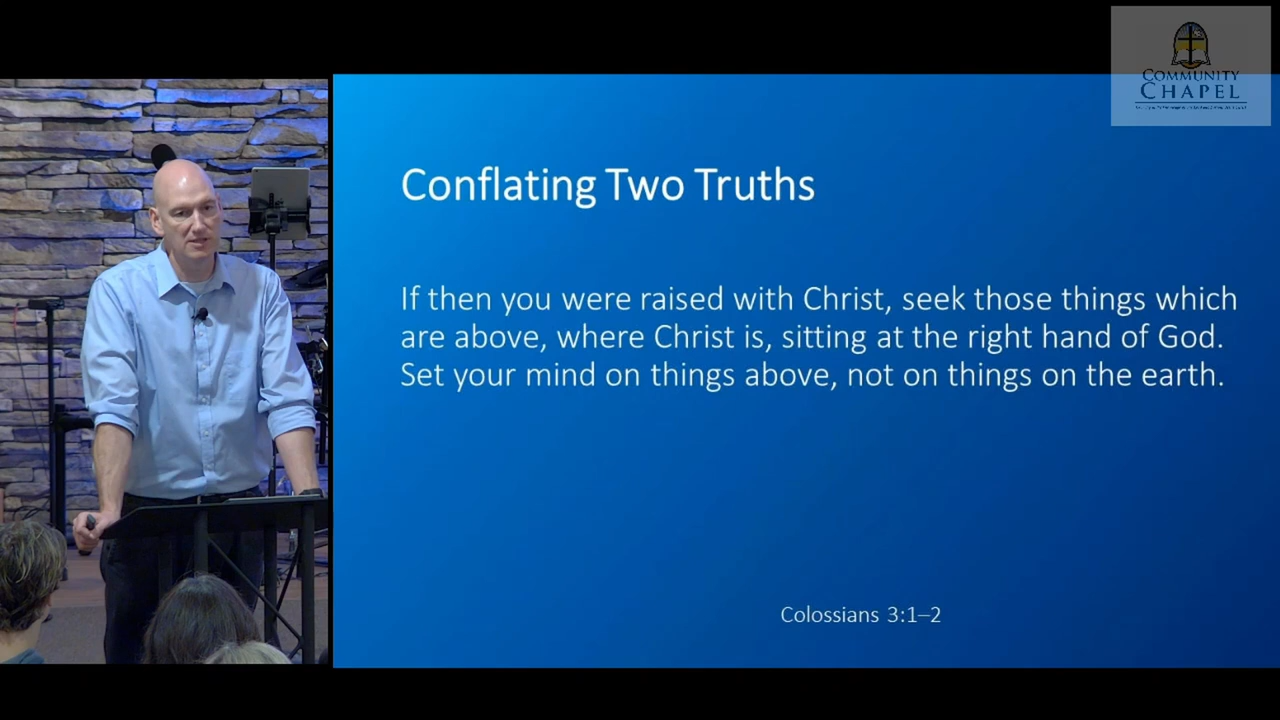 COMMUNITY
CHAPEL
Conflating Two Truths
If then you were raised with Christ, seek those things which
are above, where Christ is, sitting at the right hand of God.
Set your mind on things above, not on things on the earth.
Colossians 3:1–2